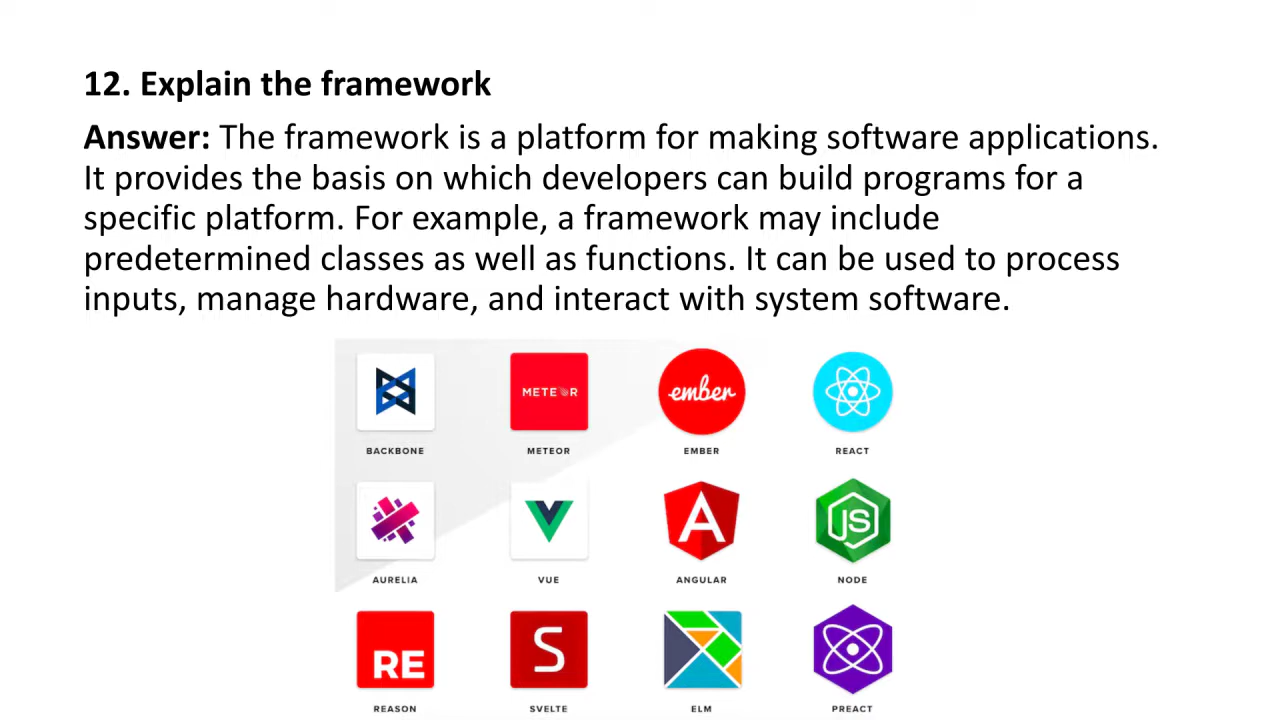 12. Explain the framework
Answer: The framework is a platform for making software applications.
It provides the basis on which developers can build programs for a
specific platform. For example, a framework may include
predetermined classes as well as functions. It can be used to process
inputs, manage hardware, and interact with system software.
METEOR
ember
BACKBONE METEOR EMBER REACT
A JS
AURELIA VUE ANGULAR NODE
RE S
REASON SVELTE ELM PREACT